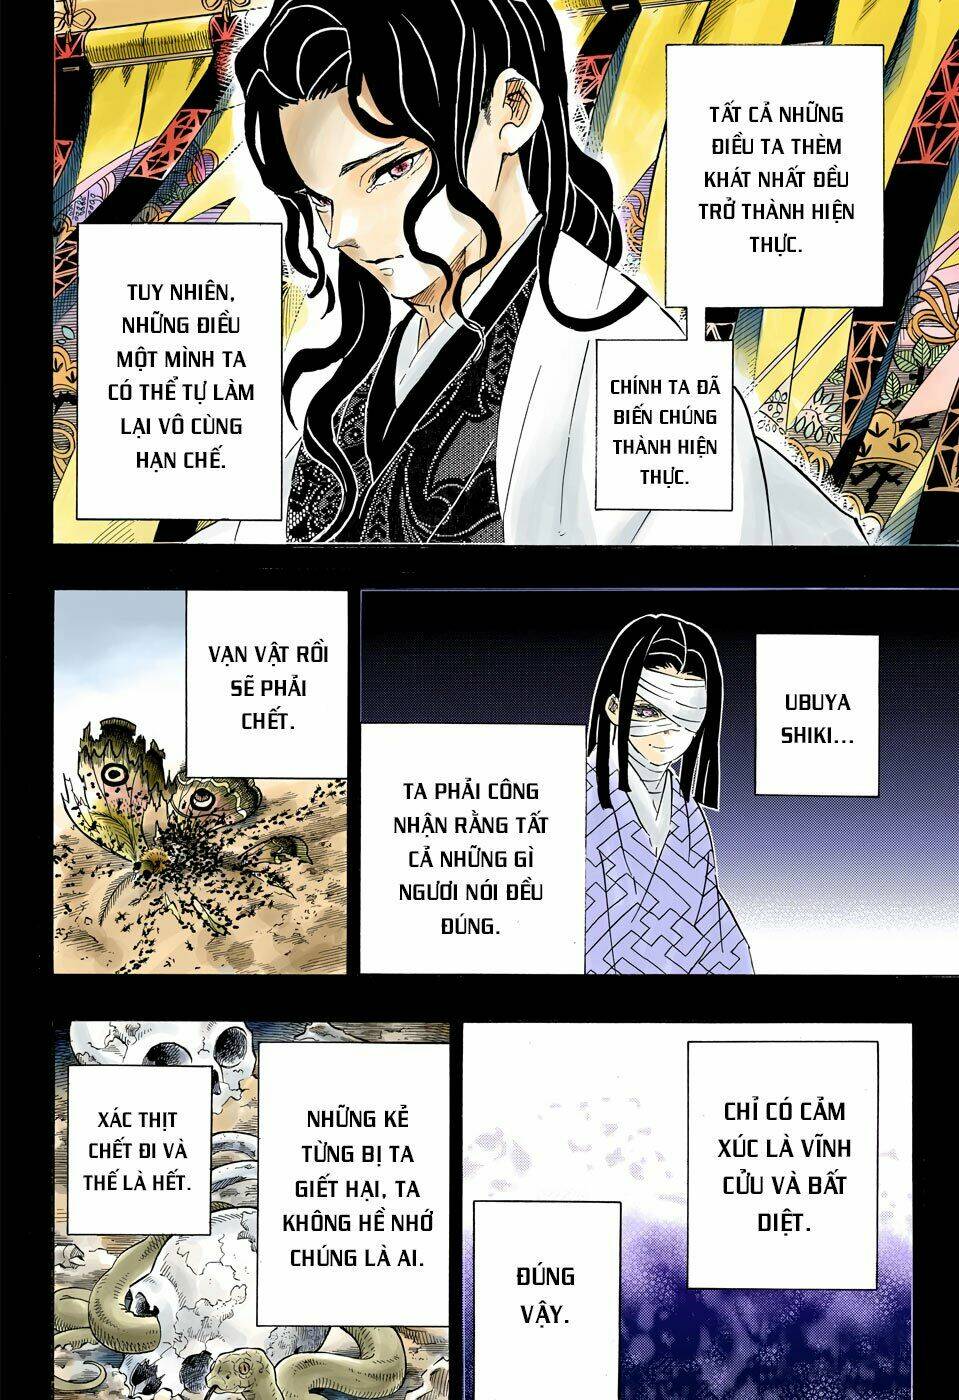 TẤT CẢ NHỮNG
ĐIỀU TA THÈM
KHÁT NHẤT ĐỀU
TRỞ THÀNH HIỆN
THỰC.
CHÍNH TA ĐÃ
BIẾN CHÚNG
THÀNH HIỆN
THỰC.
TUY NHIÊN,
NHỮNG ĐIỀU
MỘT MÌNH TA
CÓ THỂ TỰ LÀM
LẠI VÔ CÙNG
HẠN CHẾ.
UBUYA
SHIKI...
TA PHẢI CÔNG
NHẬN RẰNG TẤT
CẢ NHỮNG GÌ
NGƯƠI NÓI ĐỀU
ĐÚNG.
VẠN VẬT RỒI
SẼ PHẢI
CHẾT.
CHỈ CÓ CẢM
XÚC LÀ VĨNH
CỬU VÀ BẤT
DIỆT.
ĐÚNG
VẬY.
NHỮNG KẺ
TỪNG BỊ TA
GIẾT HẠI, TA
KHÔNG HỀ NHỚ
CHÚNG LÀ AI.
XÁC THỊT
CHẾT ĐI VÀ
THẾ LÀ HẾT.